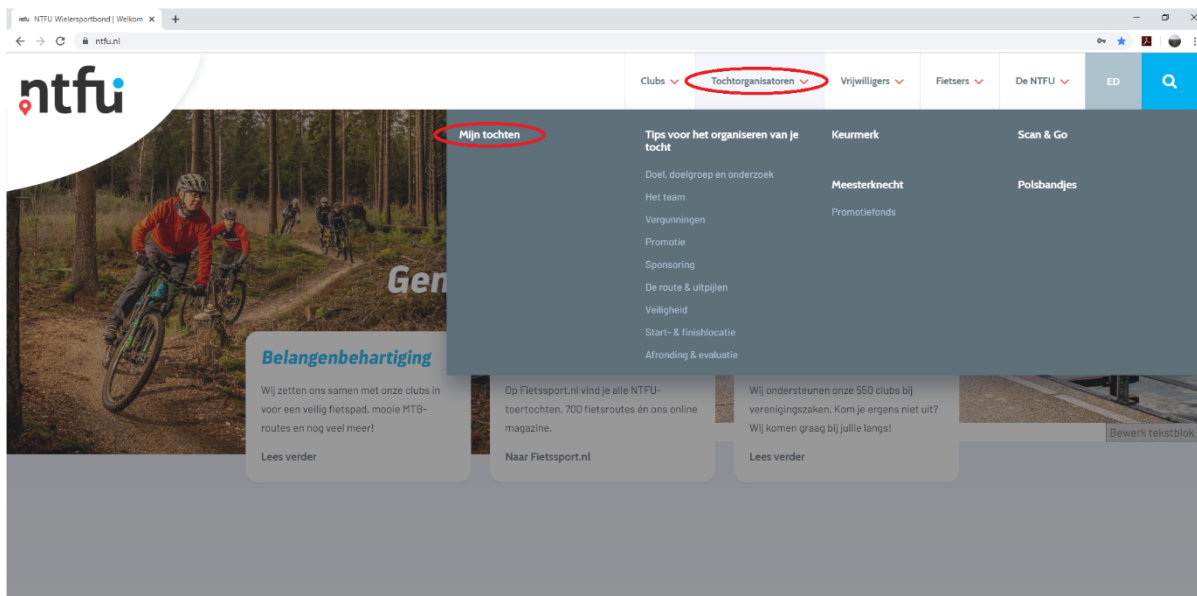 NTFU Wielersportbond | Welkom
ntfu.nl
ntfu
Clubs
Tochtorganisatoren
Vrijwilligers
Fietsers
De NTFU
ED
Mijn tochten
Tips voor het organiseren van je
tocht
Doel, doelgroep en onderzoek
Het team
Vergunningen
Promotie
Sponsoring
De route & uitpijlen
Veiligheid
Start- & finishlocatie
Afronding & evaluatie
Keurmerk
Meesterknecht
Promotiefonds
Scan & Go
Polsbandjes
Gen
Belangenbehartiging
Wij zetten ons samen met onze clubs in
voor een veilig fietspad, mooie MTB-
routes en nog veel meer!
Lees verder
Op Fietssport.nl vind je alle NTFU-
toertochten, 700 fietsroutes én ons online
magazine.
Naar Fietssport.nl
Wij ondersteunen onze 550 clubs bij
verenigingszaken. Kom je ergens niet uit?
Wij komen graag bij jullie langs!
Lees verder
Bewerk tekstblok